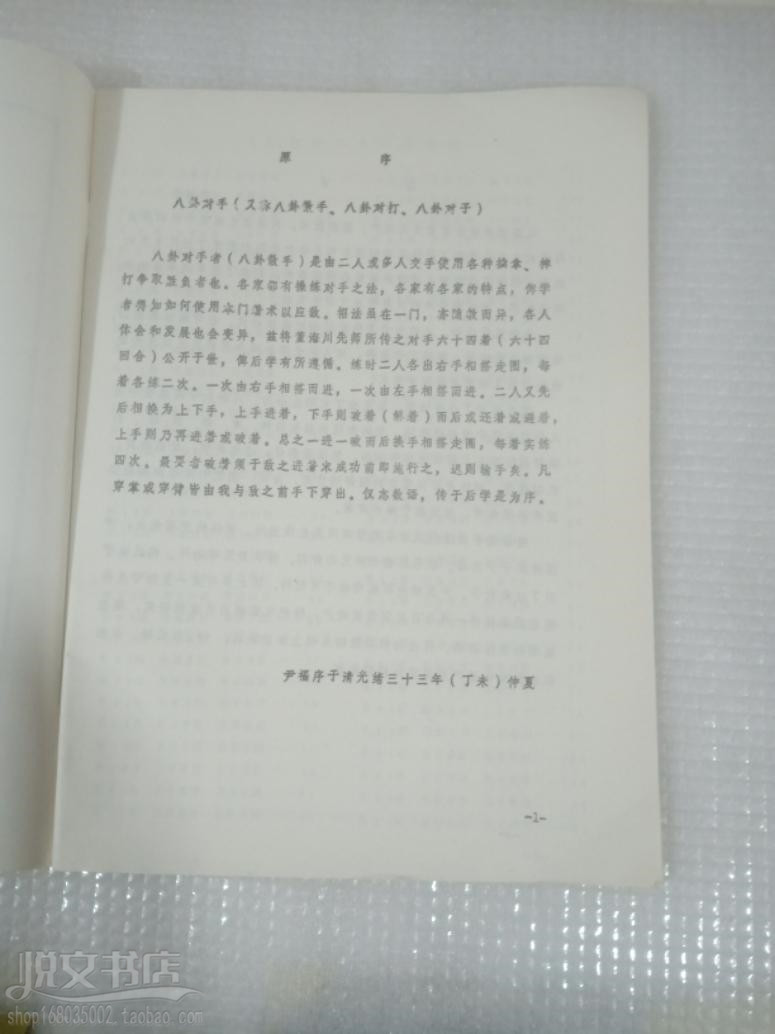 原 序
八卦对手(又称八卦散手、八卦对打、八卦对子)
八卦对手者(八卦散手)是由二人或多人交手使用各种擒拿、摔
打争取胜负者也。各家都有操练对手之法,各家有各家的特点,俾学
者得知如何使用本门著术以应敌。招法虽在一门,亦随教而异,各人
体会和发展也会变异,兹将董海川先师所传之对手六十四着(六十四
回合)公开于世,俾后学有所遵循。练时二人各出右手相搭走圈,每
着各练二次。一次由右手相搭而进,一次由左手相搭而进。二人又先
后相换为上下手,上手进着,下手则破着(解着)而后或还着或避着,
上手则乃再进着或破着。总之一进一破而后换手相搭走圈,每着实练
四次。最要者破着须于敌之进着未成功前即施行之,迟则输手矣。凡
穿掌或穿臂皆由我与敌之前手下穿出。仅志数语,传于后学是为序。
尹福序于清光绪三十三年(丁未)仲夏
-1-
悦文书店
shop168035002.taobao.com